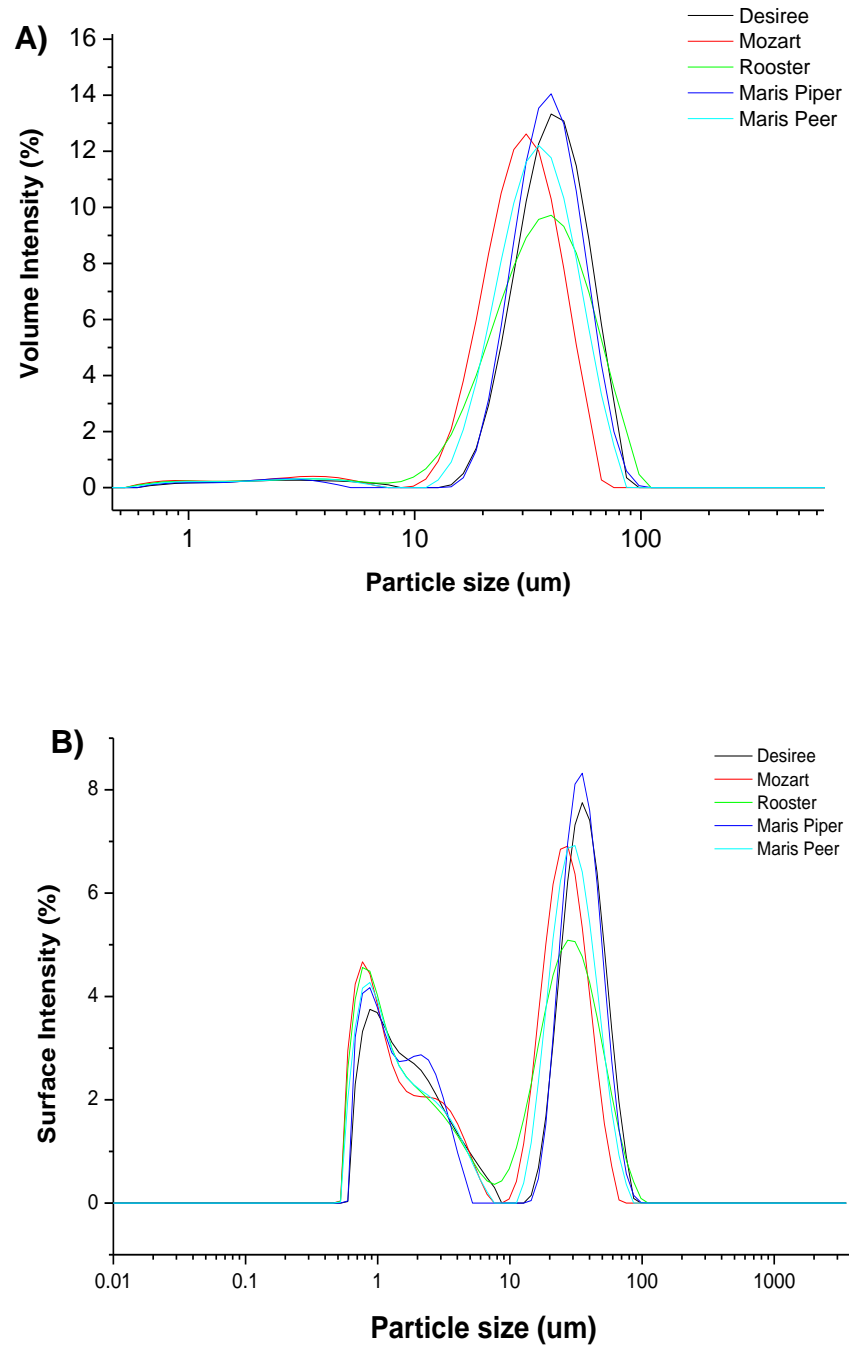 A)
Desiree
Mozart
Rooster
Maris Piper
Maris Peer
16
14
12
10
8
6
4
2
0
Volume Intensity (%)
1 10 100
Particle size (um)
B)
Desiree
Mozart
Rooster
Maris Piper
Maris Peer
8
6
4
2
0
Surface Intensity (%)
0.01 0.1 1 10 100 1000
Particle size (um)